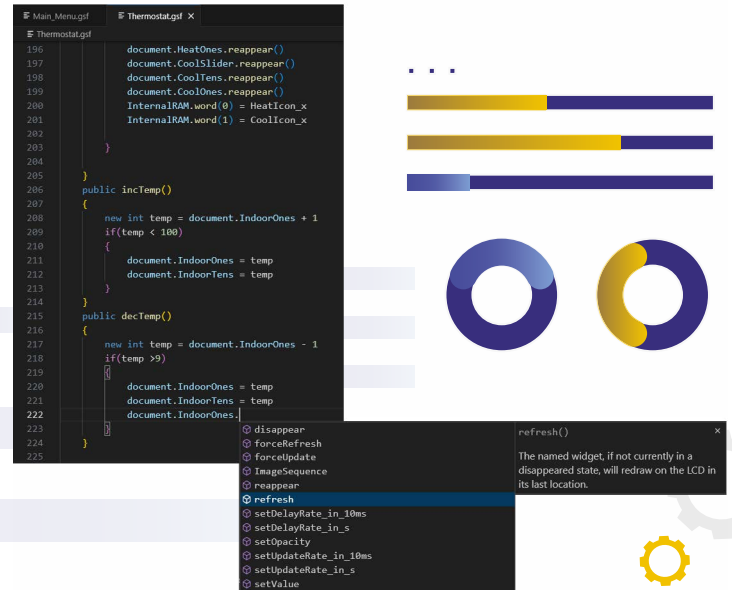 Main_Menu.gsf
Thermostat.gsf ×
Thermostat.gsf
196 document.HeatOnes.reappear()
197 document.CoolSlider.reappear()
198 document.CoolTens.reappear()
199 document.CoolOnes.reappear()
200 InternalRAM.word(0) = HeatIcon_x
201 InternalRAM.word(1) = CoolIcon_x
202
203 }
204
205 }
206 public incTemp()
207 {
208 new int temp = document.IndoorOnes + 1
209 if(temp < 100)
210 {
211 document.IndoorOnes = temp
212 document.IndoorTens = temp
213 }
214 }
215 public decTemp()
216 {
217 new int temp = document.IndoorOnes - 1
218 if(temp >9)
219 {
220 document.IndoorOnes = temp
221 document.IndoorTens = temp
222 document.IndoorOnes.
223 }
224 }
225
disappear
forceRefresh
forceUpdate
ImageSequence
reappear
refresh
setDelayRate_in_10ms
setDelayRate_in_s
setOpacity
setUpdateRate_in_10ms
setUpdateRate_in_s
setValue
refresh() ×
The named widget, if not currently in a
disappeared state, will redraw on the LCD in
its last location.